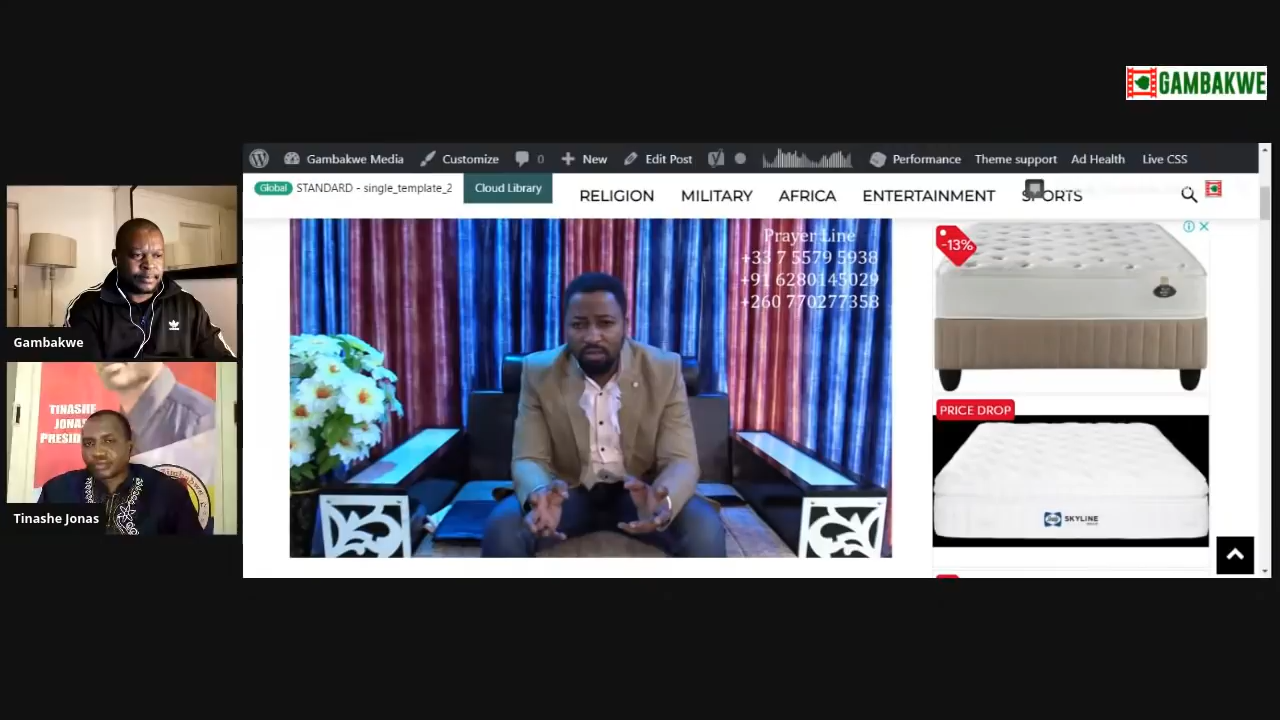 GAMBAKWE
Gambakwe Media Customize 0 New Edit Post Performance Theme support Ad Health Live CSS
Global STANDARD - single_template_2 Cloud Library
RELIGION MILITARY AFRICA ENTERTAINMENT SPORTS
Prayer Line
+33 7 5579 5938
+91 6280145029
+260 770277358
-13%
PRICE DROP
SKYLINE
Gambakwe
TINASHE
Tinashe Jonas